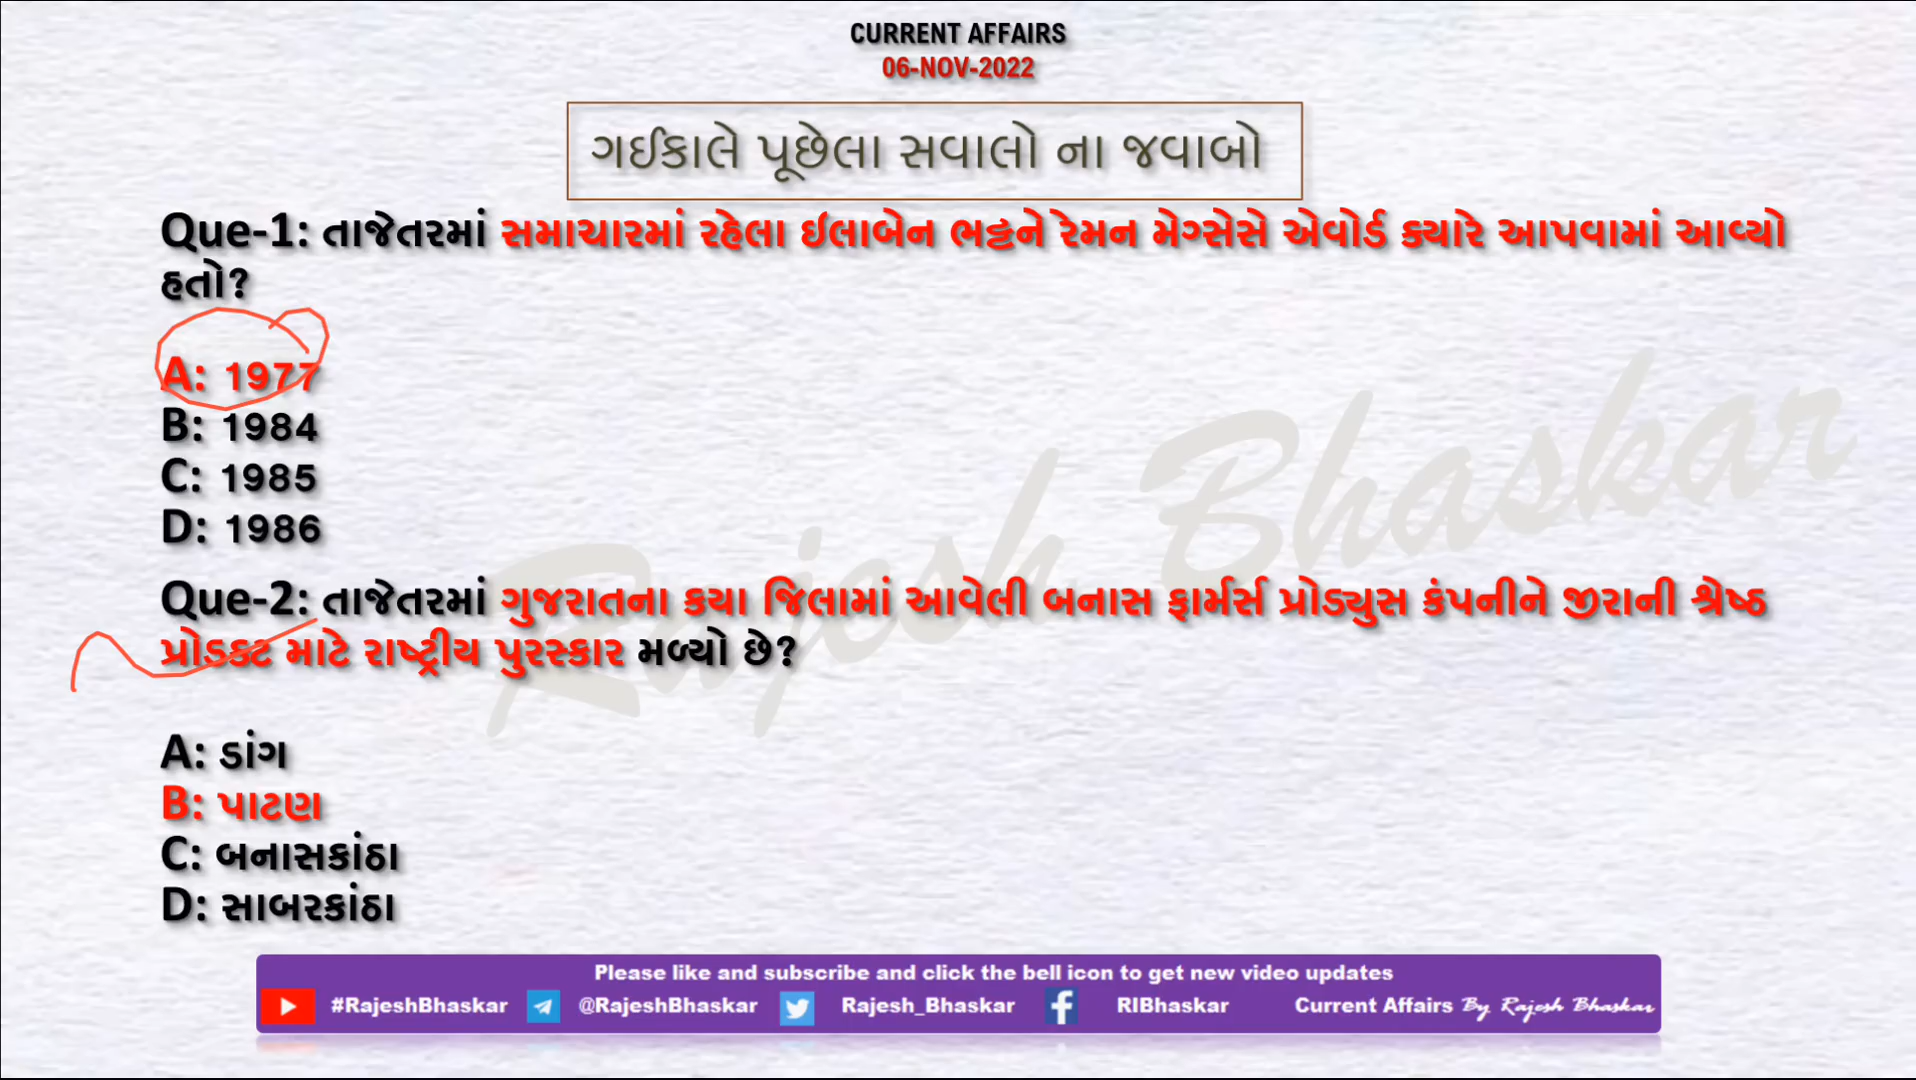 CURRENT AFFAIRS
06-NOV-2022
ગઈકાલે પૂછેલા સવાલો ના જવાબો
Que-1: તાજેતરમાં સમાચારમાં રહેલા ઈલાબેન ભટ્ટને રેમન મેગ્સેસે એવોર્ડ ક્યારે આપવામાં આવ્યો
હતો?
A: 1977
B: 1984
C: 1985
D: 1986
Que-2: તાજેતરમાં ગુજરાતના કયા જિલામાં આવેલી બનાસ ફાર્મર્સ પ્રોડ્યુસ કંપનીને જીરાની શ્રેષ્ઠ
પ્રોડક્ટ માટે રાષ્ટ્રીય પુરસ્કાર મળ્યો છે?
A: ડાંગ
B: પાટણ
C: બનાસકાંઠા
D: સાબરકાંઠા
Rajesh Bhaskar
Please like and subscribe and click the bell icon to get new video updates
#RajeshBhaskar @RajeshBhaskar Rajesh_Bhaskar RIBhaskar Current Affairs By Rajesh Bhaskar